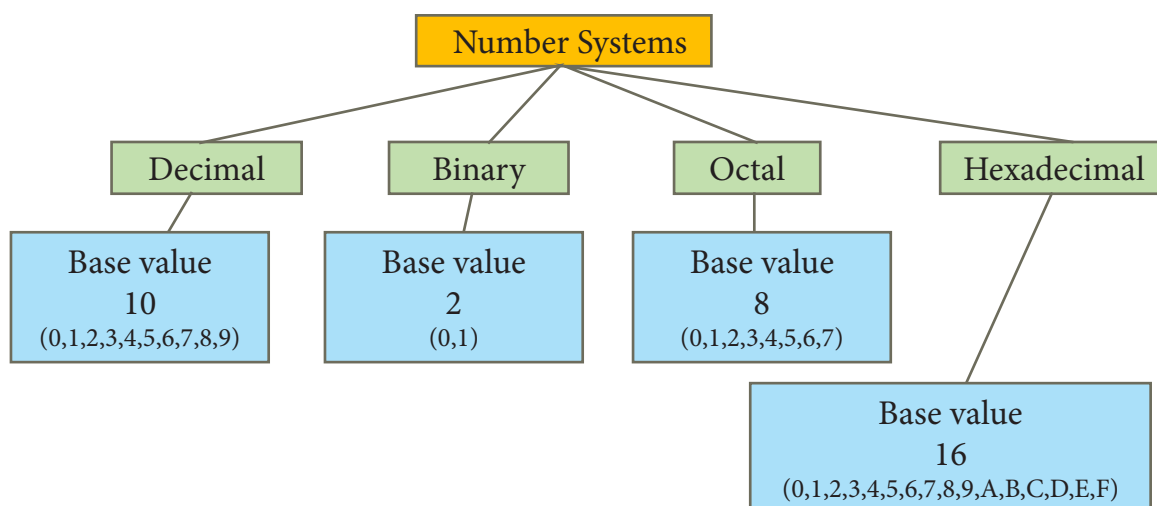 Number Systems
Decimal
Binary
Octal
Hexadecimal
Base value
10
(0,1,2,3,4,5,6,7,8,9)
Base value
2
(0,1)
Base value
8
(0,1,2,3,4,5,6,7)
Base value
16
(0,1,2,3,4,5,6,7,8,9,A,B,C,D,E,F)